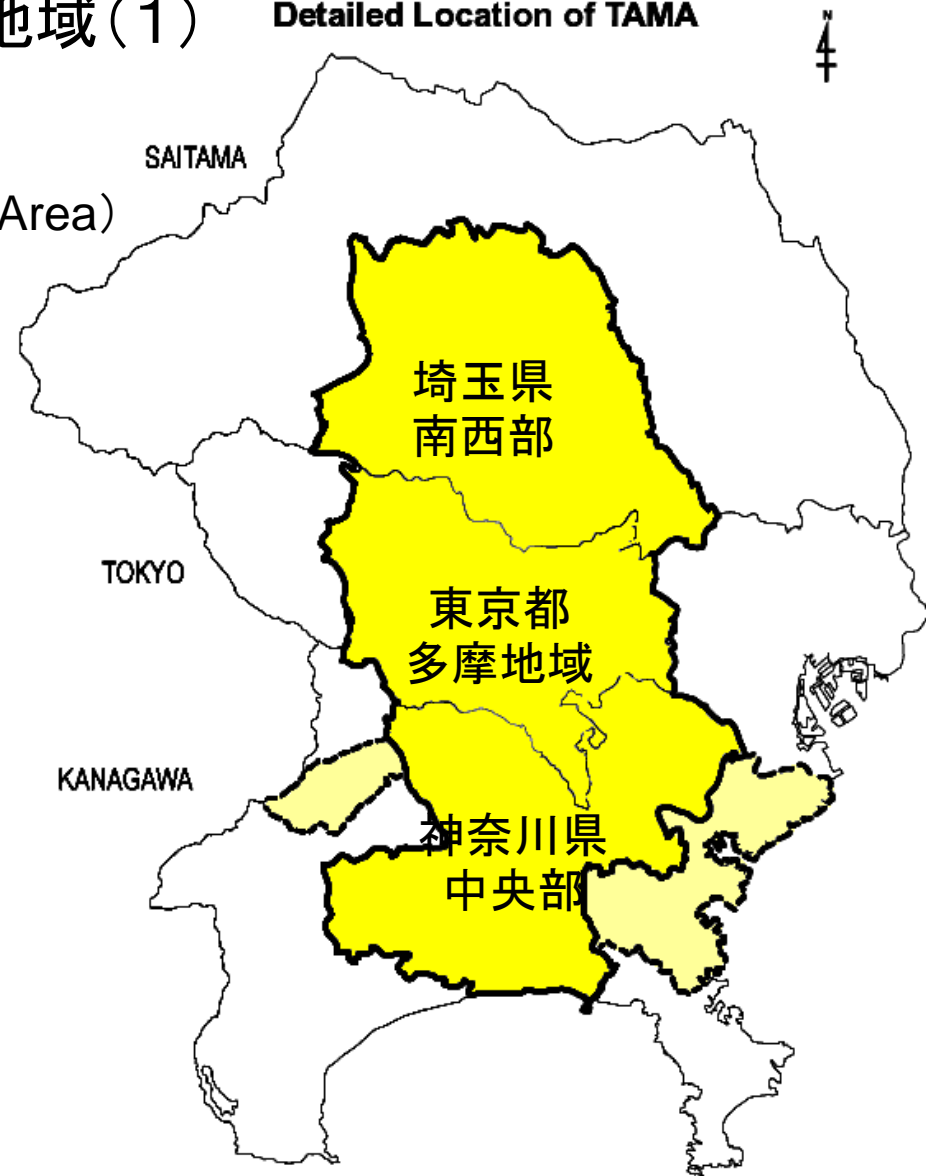 地域（１）
Detailed Location of TAMA
N
SAITAMA
Area）
埼玉県
南西部
TOKYO
東京都
多摩地域
KANAGAWA
神奈川県
中央部